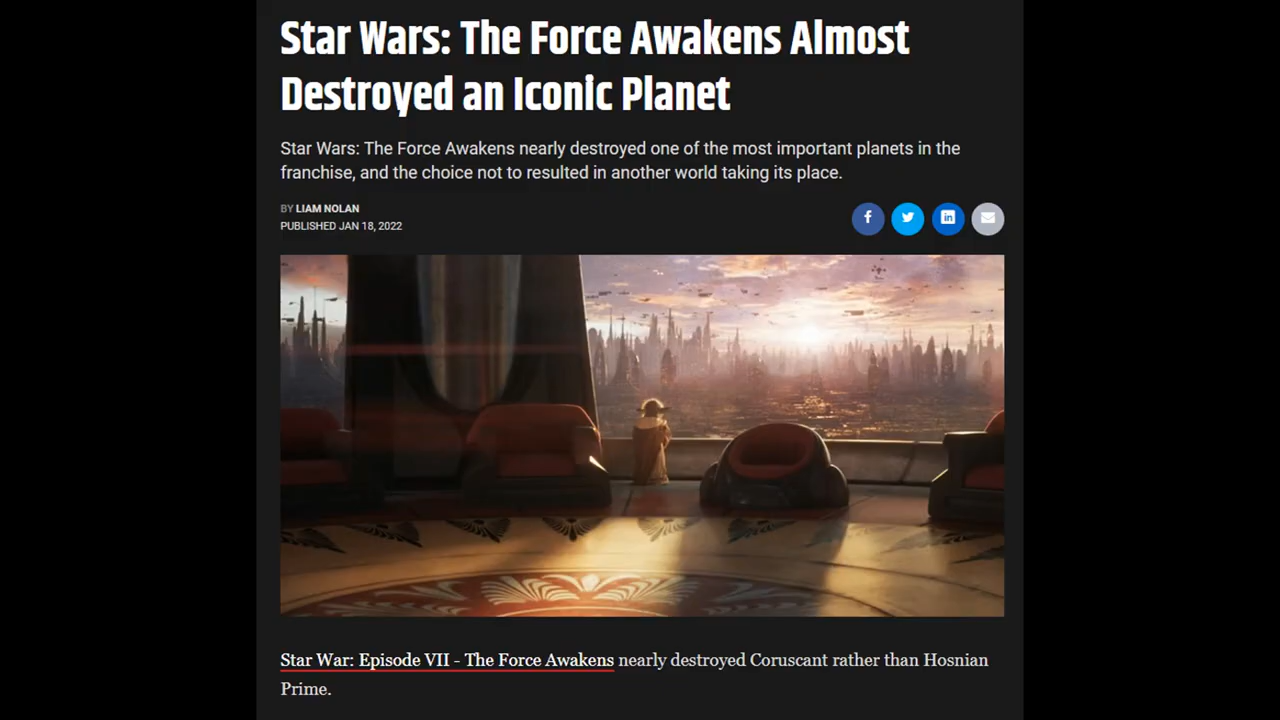 Star Wars: The Force Awakens Almost
Destroyed an Iconic Planet
Star Wars: The Force Awakens nearly destroyed one of the most important planets in the
franchise, and the choice not to resulted in another world taking its place.
BY LIAM NOLAN
PUBLISHED JAN 18, 2022
Star War: Episode VII - The Force Awakens nearly destroyed Coruscant rather than Hosnian
Prime.